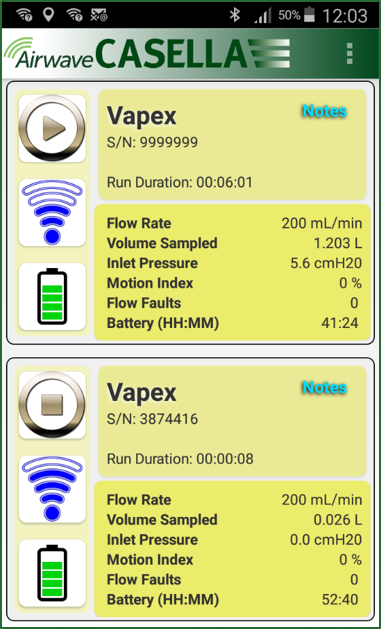 50% 12:03
Airwave CASELLA
Vapex Notes
S/N: 9999999
Run Duration: 00:06:01
Flow Rate 200 mL/min
Volume Sampled 1.203 L
Inlet Pressure 5.6 cmH20
Motion Index 0 %
Flow Faults 0
Battery (HH:MM) 41:24
Vapex Notes
S/N: 3874416
Run Duration: 00:00:08
Flow Rate 200 mL/min
Volume Sampled 0.026 L
Inlet Pressure 0.0 cmH20
Motion Index 0 %
Flow Faults 0
Battery (HH:MM) 52:40